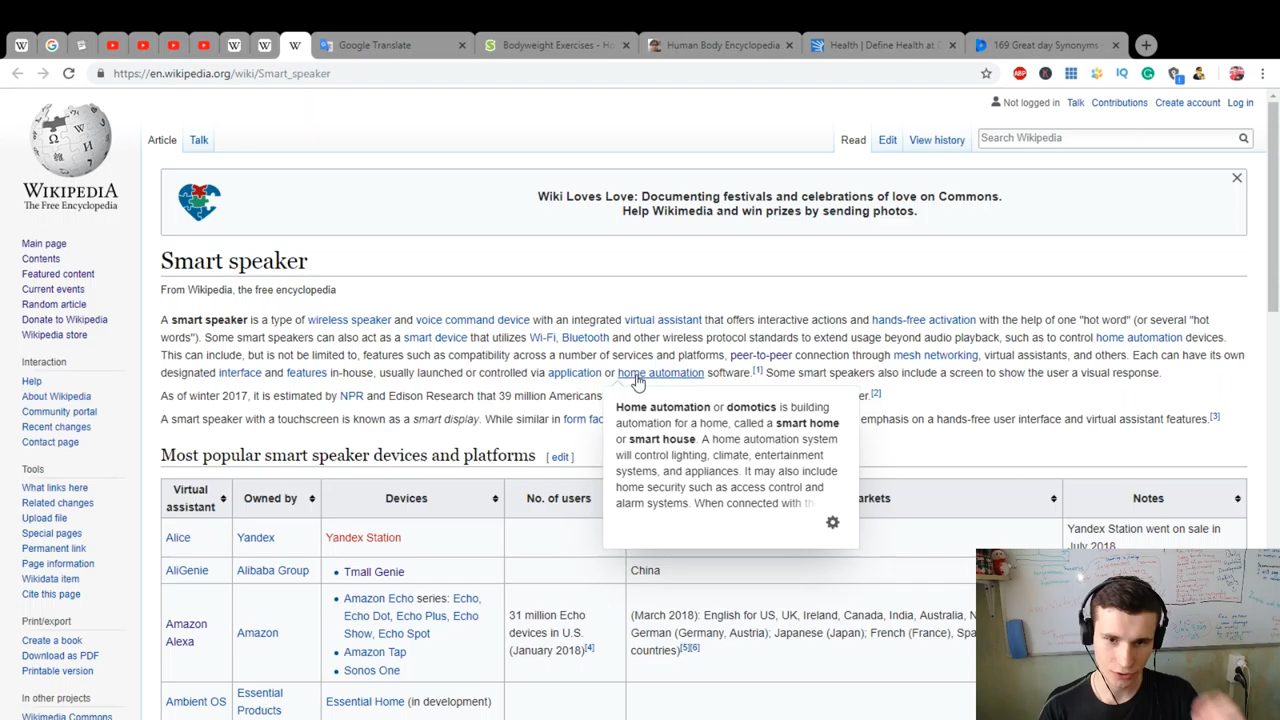 Google Translate
Bodyweight Exercises - Ho
Human Body Encyclopedia
Health | Define Health at D
169 Great day Synonyms
https://en.wikipedia.org/wiki/Smart_speaker
Not logged in Talk Contributions Create account Log in
Article Talk
Read Edit View history
Search Wikipedia
WIKIPEDIA
The Free Encyclopedia
Wiki Loves Love: Documenting festivals and celebrations of love on Commons.
Help Wikimedia and win prizes by sending photos.
Main page
Contents
Featured content
Current events
Random article
Donate to Wikipedia
Wikipedia store
Interaction
Help
About Wikipedia
Community portal
Recent changes
Contact page
Tools
What links here
Related changes
Upload file
Special pages
Permanent link
Page information
Wikidata item
Cite this page
Print/export
Create a book
Download as PDF
Printable version
In other projects
Wikimedia Commons
Smart speaker
From Wikipedia, the free encyclopedia
A smart speaker is a type of wireless speaker and voice command device with an integrated virtual assistant that offers interactive actions and hands-free activation with the help of one "hot word" (or several "hot
words"). Some smart speakers can also act as a smart device that utilizes Wi-Fi, Bluetooth and other wireless protocol standards to extend usage beyond audio playback, such as to control home automation devices.
This can include, but is not be limited to, features such as compatibility across a number of services and platforms, peer-to-peer connection through mesh networking, virtual assistants, and others. Each can have its own
designated interface and features in-house, usually launched or controlled via application or home automation software.[1] Some smart speakers also include a screen to show the user a visual response.
As of winter 2017, it is estimated by NPR and Edison Research that 39 million Americans
er.[2]
A smart speaker with a touchscreen is known as a smart display. While similar in form fac
emphasis on a hands-free interface and virtual assistant features.[3]
Home automation or domotics is building
automation for a home, called a smart home
or smart house. A home automation system
will control lighting, climate, entertainment
systems, and appliances. It may also include
home security such as access control and
alarm systems. When connected with th
Most popular smart speaker devices and platforms [ edit ]
Virtual
assistant
Owned by
Devices
No. of users
arkets
Notes
Alice
Yandex
Yandex Station
Yandex Station went on sale in
July 2018
AliGenie
Alibaba Group
Tmall Genie
China
Amazon
Alexa
Amazon
Amazon Echo series: Echo,
Echo Dot, Echo Plus, Echo
Show, Echo Spot
Amazon Tap
Sonos One
31 million Echo
devices in U.S.
(January 2018)[4]
(March 2018): English for US, UK, Ireland, Canada, India, Australia, N
German (Germany, Austria); Japanese (Japan); French (France), Spa
countries)[5][6]
Ambient OS
Essential
Products
Essential Home (in development)